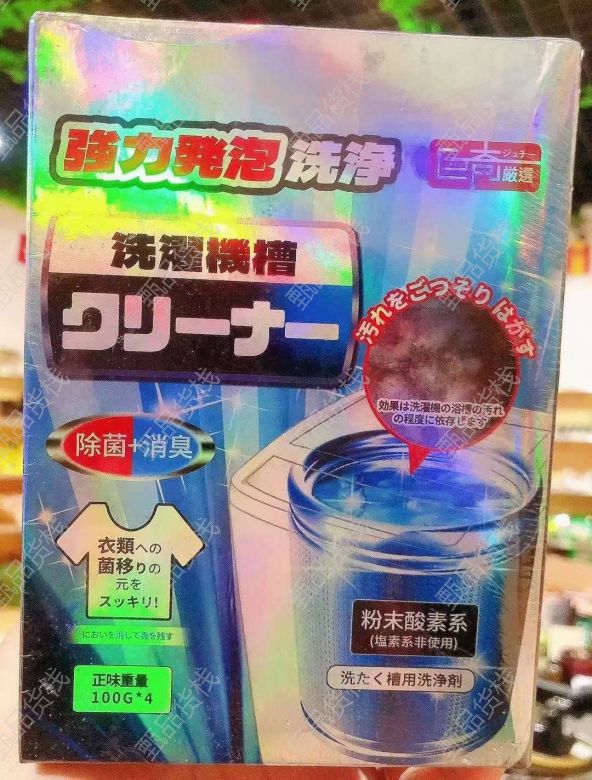 強力発泡洗浄
ジュチー
厳選
洗濯機槽
クリーナー
汚れをごっそりはがす
効果は洗濯機の浴槽の汚れ
の程度に依存します
除菌+消臭
衣類への
菌移りの
元を
スッキリ!
においを消して香を残す
正味重量
100G*4
粉末酸素系
(塩素系非使用)
洗たく槽用洗浄剤
甄品货栈